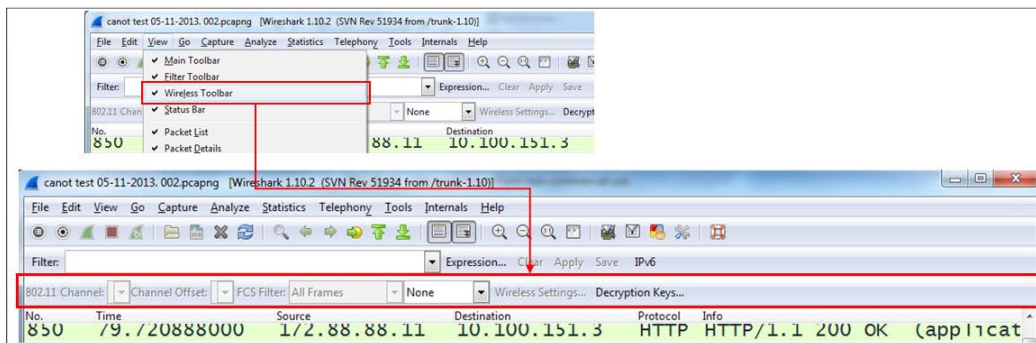 canot test 05-11-2013. 002.pcapng [Wireshark 1.10.2 (SVN Rev 51934 from /trunk-1.10)]
File Edit View Go Capture Analyze Statistics Telephony Tools Internals Help
✔ Main Toolbar
✔ Filter Toolbar
Filter: Expression... Clear Apply Save
✔ Wireless Toolbar
802.11 Chan ✔ Status Bar None Wireless Settings... Decrypt
No. ✔ Packet List Destination
850 ✔ Packet Details 88.11 10.100.151.3
canot test 05-11-2013. 002.pcapng [Wireshark 1.10.2 (SVN Rev 51934 from /trunk-1.10)]
File Edit View Go Capture Analyze Statistics Telephony Tools Internals Help
Filter: Expression... Clear Apply Save IPv6
802.11 Channel: Channel Offset: FCS Filter: All Frames None Wireless Settings... Decryption Keys...
No. Time Source Destination Protocol Info
850 79.720888000 172.88.88.11 10.100.151.3 HTTP HTTP/1.1 200 OK (applicat